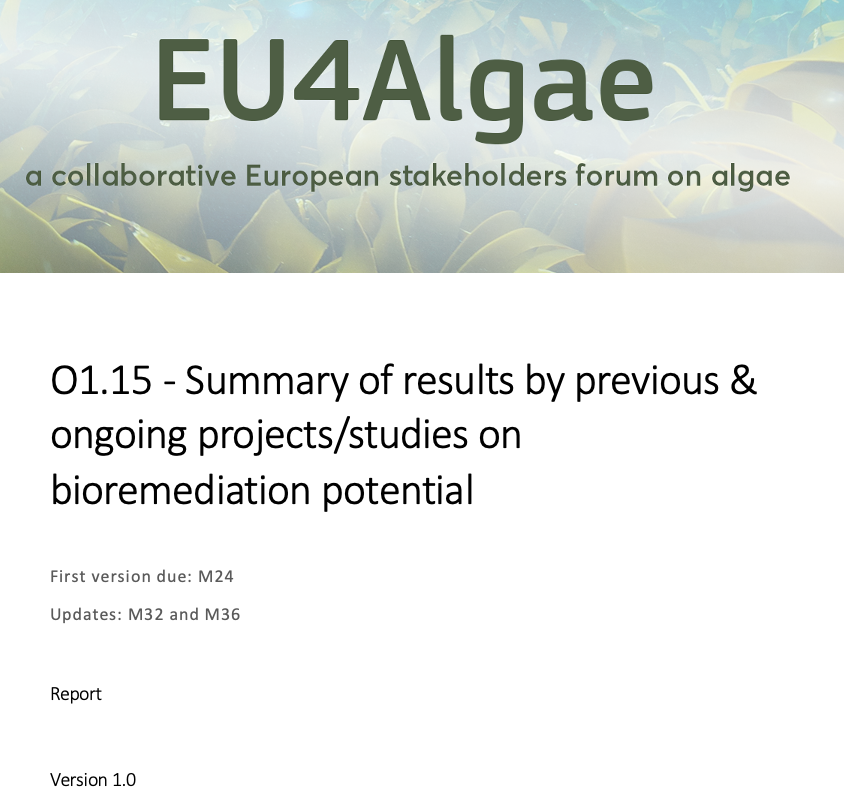 EU4Algae
a collaborative European stakeholders forum on algae
O1.15 - Summary of results by previous &
ongoing projects/studies on
bioremediation potential
First version due: M24
Updates: M32 and M36
Report
Version 1.0